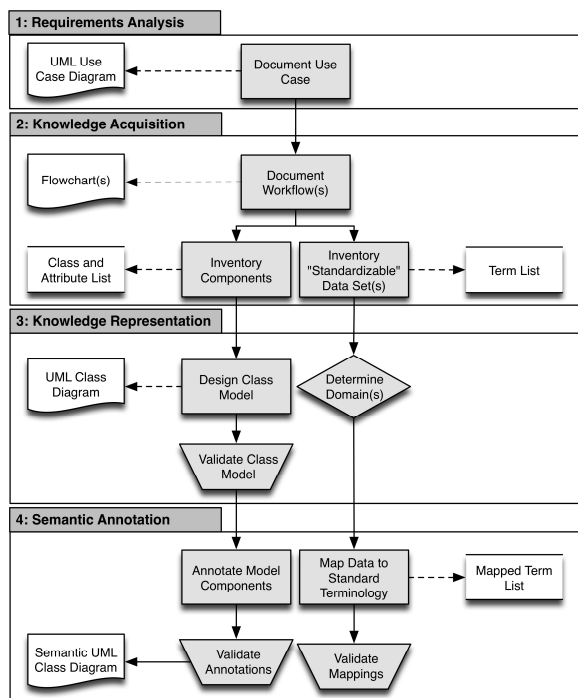 1: Requirements Analysis
UML Use
Case Diagram
Document Use
Case
2: Knowledge Acquisition
Flowchart(s)
Document
Workflow(s)
Class and
Attribute List
Inventory
Components
Inventory
"Standardizable"
Data Set(s)
Term List
3: Knowledge Representation
UML Class
Diagram
Design Class
Model
Determine
Domain(s)
Validate Class
Model
4: Semantic Annotation
Annotate Model
Components
Map Data to
Standard
Terminology
Mapped Term
List
Semantic UML
Class Diagram
Validate
Annotations
Validate
Mappings